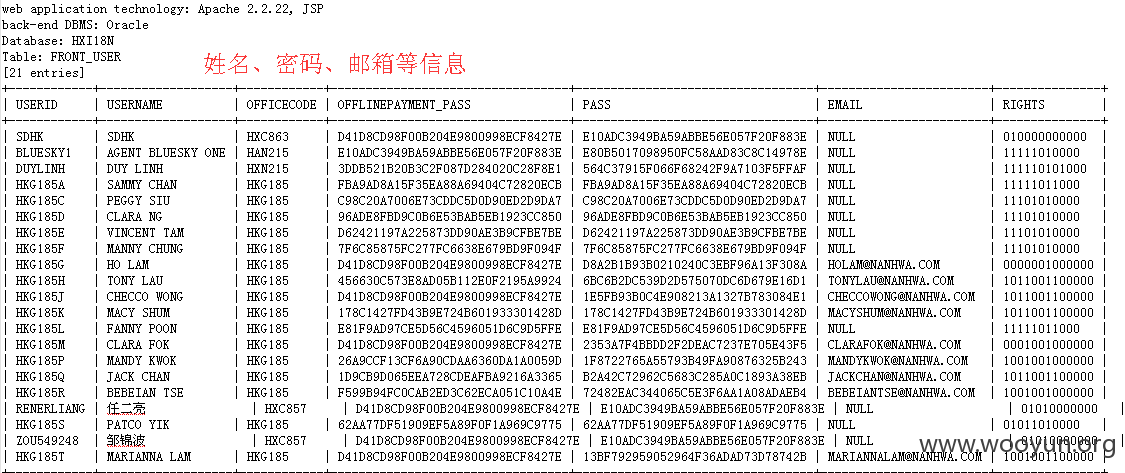 web application technology: Apache 2.2.22, JSP
back-end DBMS: Oracle
Database: HXI18N
Table: FRONT_USER
姓名、密码、邮箱等信息
[21 entries]
| USERID | USERNAME | OFFICECODE | OFFLINEPAYMENT_PASS | PASS | EMAIL | RIGHTS |
| SDHK | SDHK | HXC863 | D41D8CD98F00B204E9800998ECF8427E | E10ADC3949BA59ABBE56E057F20F883E | NULL | 010000000000 |
| BLUESKY1 | AGENT BLUESKY ONE | HAN215 | E10ADC3949BA59ABBE56E057F20F883E | E80B5017098950FC58AAD83C8C14978E | NULL | 11111010000 |
| DUYLINH | DUY LINH | HXN215 | 3DDB521B20B3C2F087D284020C28F8E1 | 564C37915F066F68242F9A7103F5FFAF | NULL | 111110101000 |
| HKG185A | SAMMY CHAN | HKG185 | FBA9AD8A15F35EA88A69404C72820ECB | FBA9AD8A15F35EA88A69404C72820ECB | NULL | 11111011000 |
| HKG185C | PEGGY SIU | HKG185 | C98C20A7006E73CDDC5D0D90ED2D9DA7 | C98C20A7006E73CDDC5D0D90ED2D9DA7 | NULL | 11101010000 |
| HKG185D | CLARA NG | HKG185 | 96ADE8FBD9C0B6E53BAB5EB1923CC850 | 96ADE8FBD9C0B6E53BAB5EB1923CC850 | NULL | 11101010000 |
| HKG185E | VINCENT TAM | HKG185 | D62421197A225873DD90AE3B9CFBE7BE | D62421197A225873DD90AE3B9CFBE7BE | NULL | 11101010000 |
| HKG185F | MANNY CHUNG | HKG185 | 7F6C85875FC277FC6638E679BD9F094F | 7F6C85875FC277FC6638E679BD9F094F | NULL | 11101010000 |
| HKG185G | HO LAM | HKG185 | D41D8CD98F00B204E9800998ECF8427E | D8A2B1B93B0210240C3EBF96A13F308A | HOLAM@NANHWA.COM | 0000001000000 |
| HKG185H | TONY LAU | HKG185 | 456630C573E8AD05B112E0F2195A9924 | 6BC6B2DC539D2D575070DC6D679E16D1 | TONYLAU@NANHWA.COM | 1011001100000 |
| HKG185J | CHECCO WONG | HKG185 | D41D8CD98F00B204E9800998ECF8427E | 1E5FB93B0C4E908213A1327B783084E1 | CHECCOWONG@NANHWA.COM | 1011001100000 |
| HKG185K | MACY SHUM | HKG185 | 178C1427FD43B9E724B601933301428D | 178C1427FD43B9E724B601933301428D | MACYSHUM@NANHWA.COM | 1011001100000 |
| HKG185L | FANNY POON | HKG185 | E81F9AD97CE5D56C4596051D6C9D5FFE | E81F9AD97CE5D56C4596051D6C9D5FFE | NULL | 11111011000 |
| HKG185M | CLARA FOK | HKG185 | D41D8CD98F00B204E9800998ECF8427E | 2353A7F4BBDD2F2DEAC7237E705E43F5 | CLARAFOK@NANHWA.COM | 0001001000000 |
| HKG185P | MANDY KWOK | HKG185 | 26A9CCF13CF6A90CDAA6360DA1A0059D | 1F8722765A55793B49FA90876325B243 | MANDYKWOK@NANHWA.COM | 1001001000000 |
| HKG185Q | JACK CHAN | HKG185 | 1D9CB9D065EEA728CDEAFBA9216A3365 | B2A42C72962C5683C285A0C1893A38EB | JACKCHAN@NANHWA.COM | 1011001100000 |
| HKG185R | BEBEIAN TSE | HKG185 | F599B94FC0CAB2ED3C62ECA051C10A4E | 72482EAC344065C5E3F6AA1A08ADAEB4 | BEBEIANTSE@NANHWA.COM | 1001001100000 |
| RENERLIANG | 任二亮 | HXC857 | D41D8CD98F00B204E9800998ECF8427E | E10ADC3949BA59ABBE56E057F20F883E | NULL | 01010000000 |
| HKG185S | PATCO YIK | HKG185 | 62AA77DF51909EF5A89F0F1A969C9775 | 62AA77DF51909EF5A89F0F1A969C9775 | NULL | 11011010000 |
| ZOU549248 | 邹锦波 | HXC857 | D41D8CD98F00B204E9800998ECF8427E | E10ADC3949BA59ABBE56E057F20F883E | NULL | 01010000000 |
| HKG185T | MARIANNA LAM | HKG185 | D41D8CD98F00B204E9800998ECF8427E | 13BF792959052964F36ADAD73D78742B | MARIANNALAM@NANHWA.COM | 1001001100000 |
www.wooyun.org